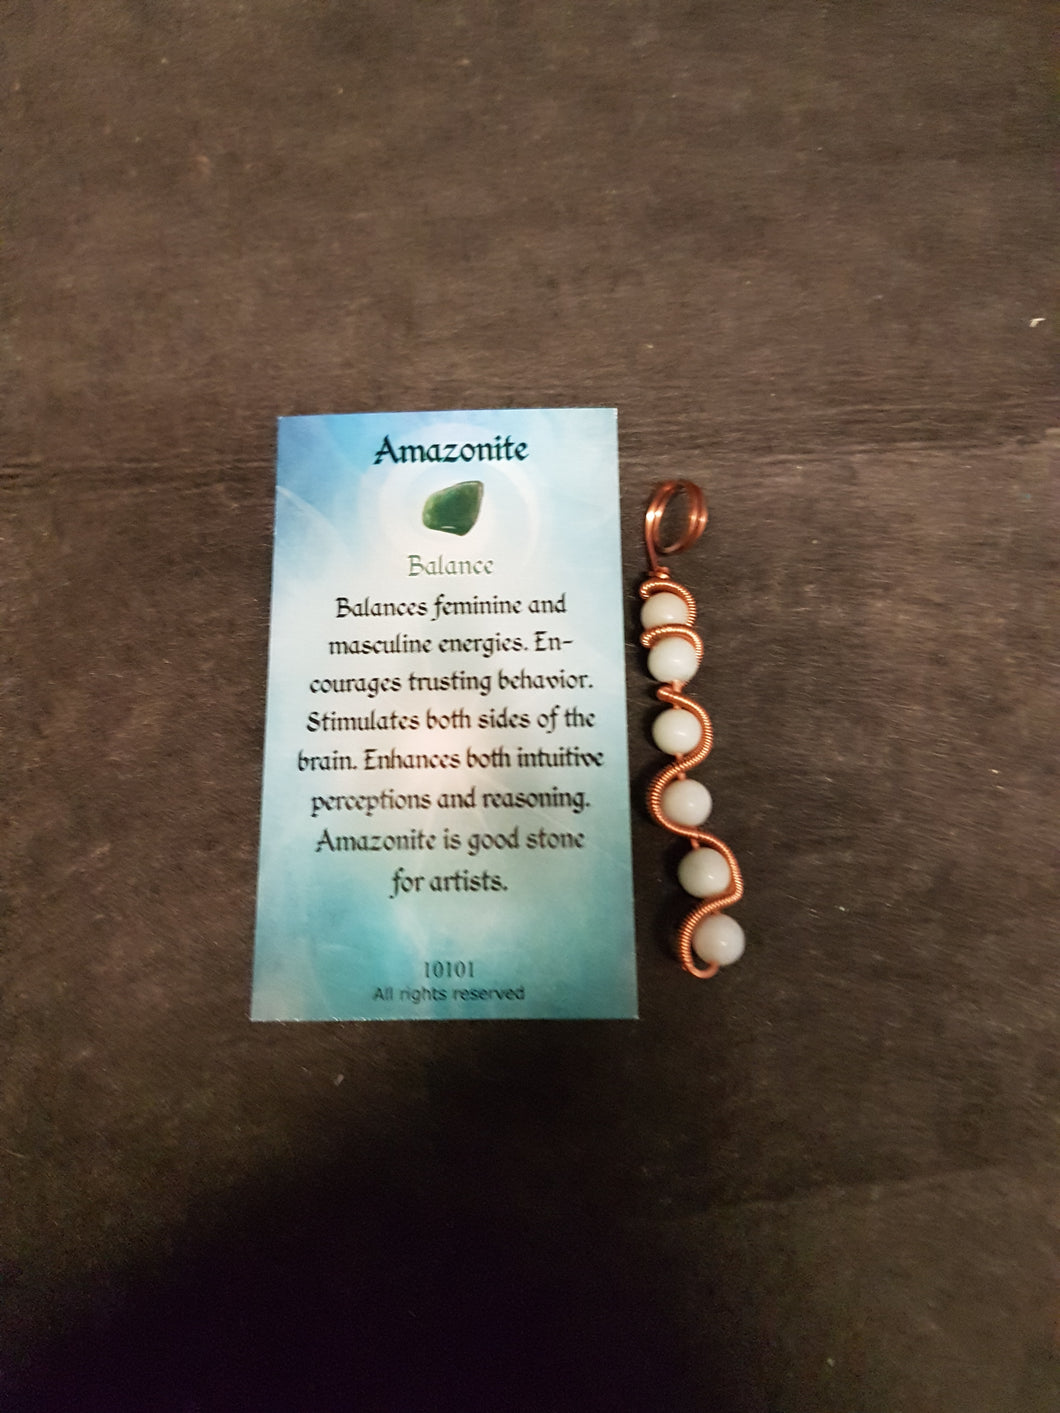 Amazonite
Balance
Balances feminine and
masculine energies. En-
courages trusting behavior.
Stimulates both sides of the
brain. Enhances both intuitive
perceptions and reasoning.
Amazonite is good stone
for artists.
10101
All rights reserved